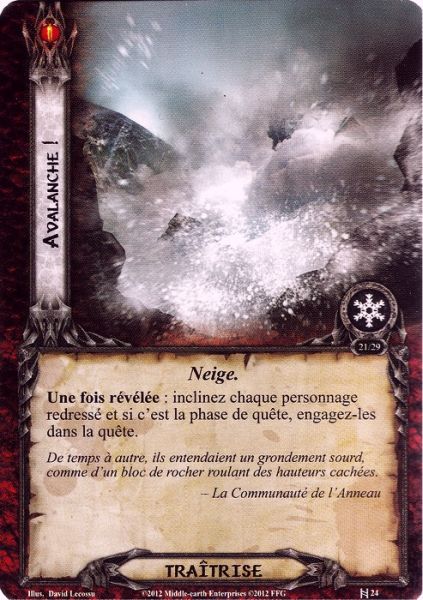 AVALANCHE !
21/29
Neige.
Une fois révélée : inclinez chaque personnage
redressé et si c'est la phase de quête, engagez-les
dans la quête.
De temps à autre, ils entendaient un grondement sourd,
comme d'un bloc de rocher roulant des hauteurs cachées.
– La Communauté de l'Anneau
TRAÎTRISE
Illus. David Lecossu ©2012 Middle-earth Enterprises ©2012 FFG 24